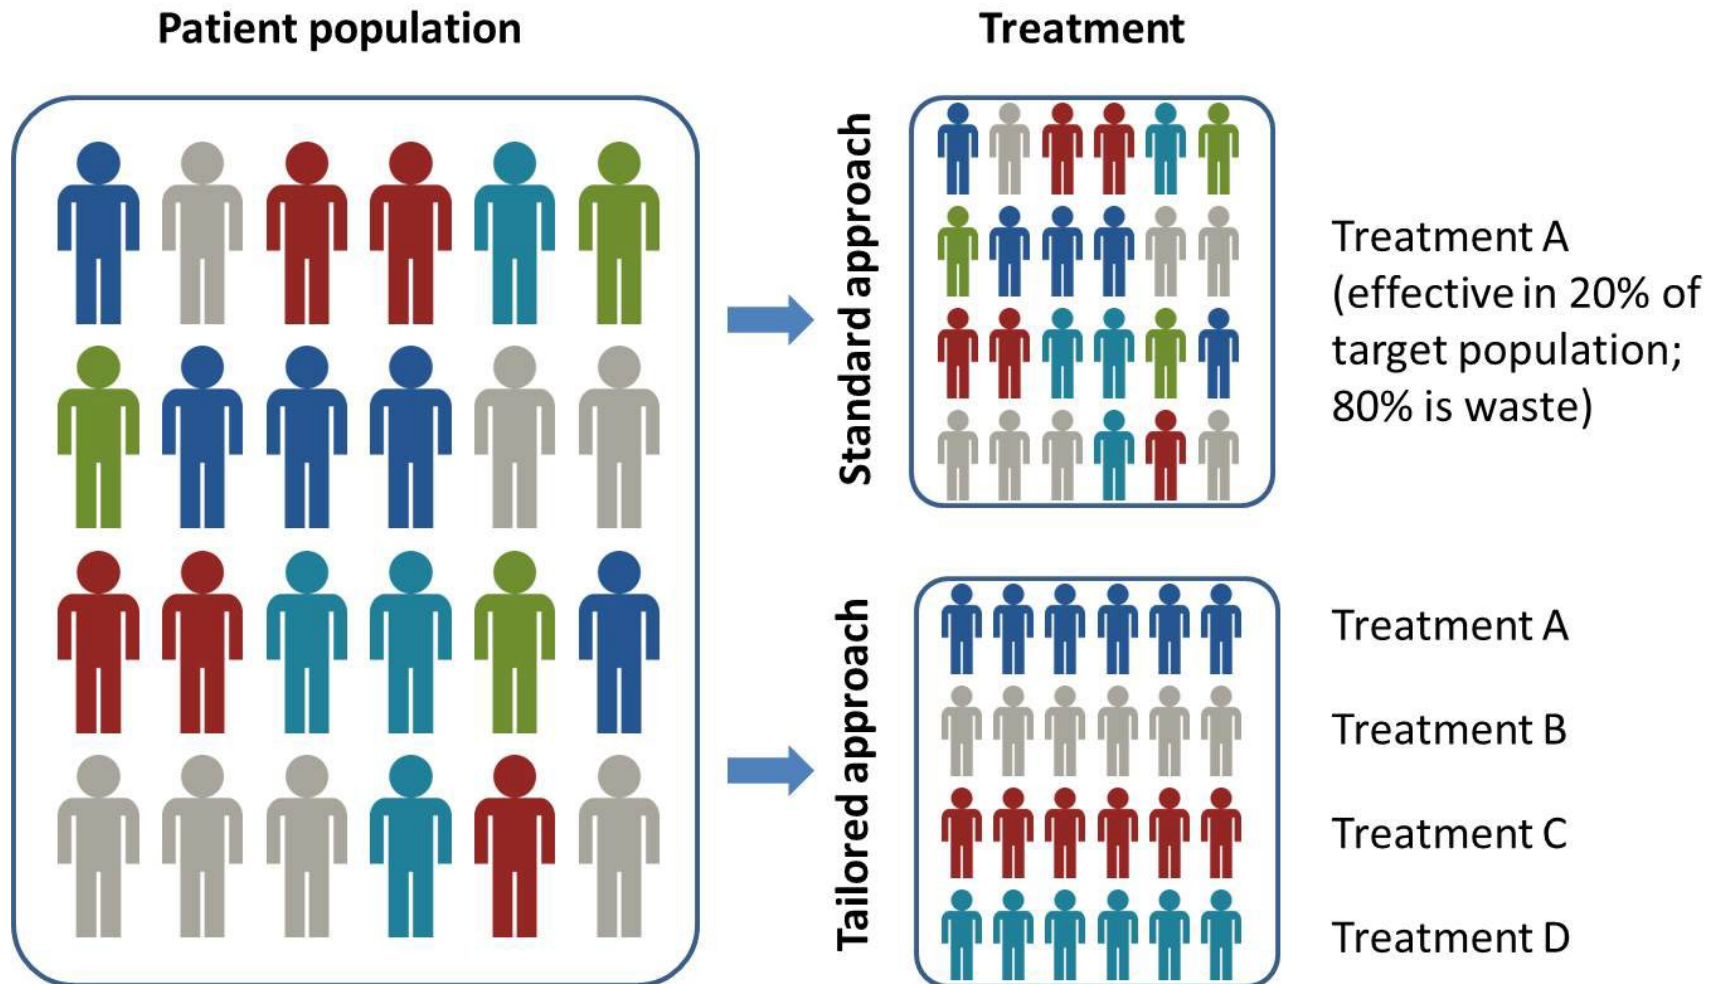 Patient population
Treatment
Standard approach
Treatment A
(effective in 20% of
target population;
80% is waste)
Tailored approach
Treatment A
Treatment B
Treatment C
Treatment D